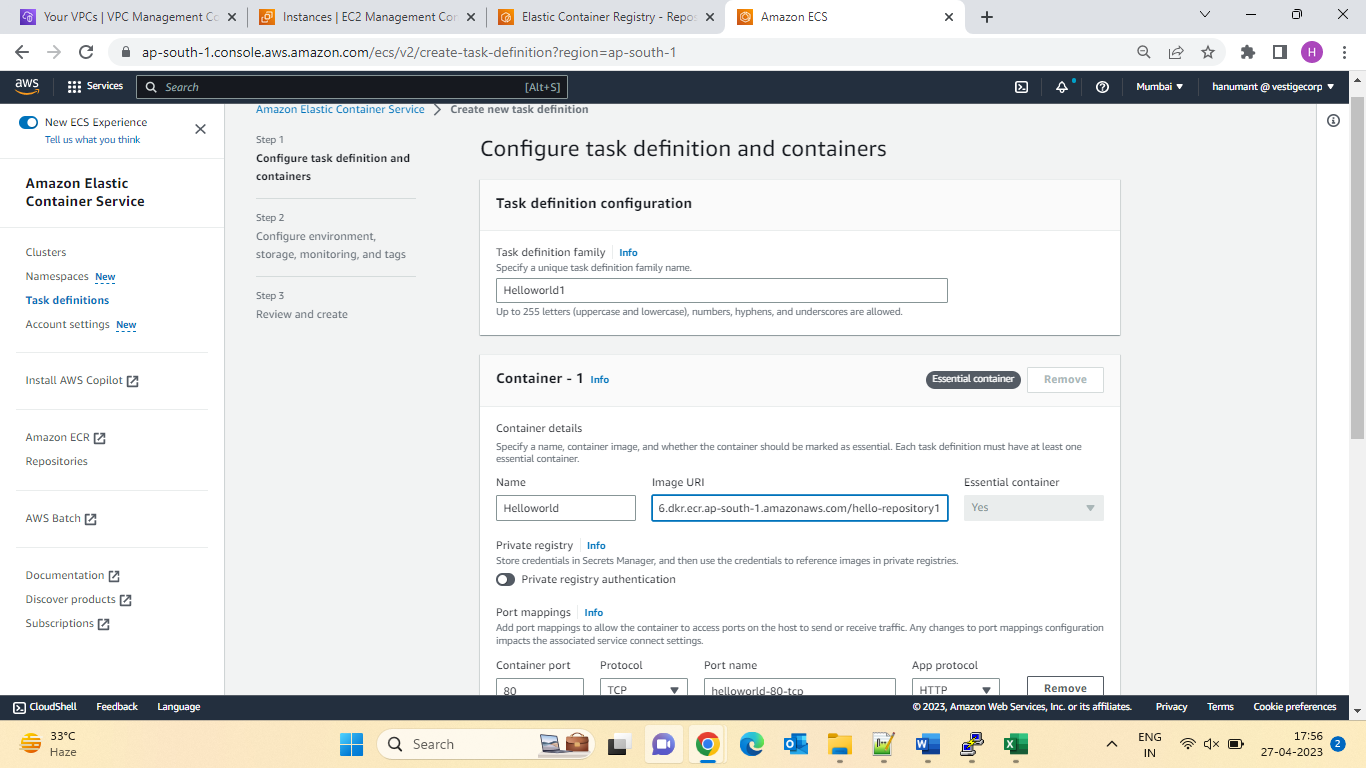 Your VPCs | VPC Management Co
Instances | EC2 Management Con
Elastic Container Registry - Repos
Amazon ECS
ap-south-1.console.aws.amazon.com/ecs/v2/create-task-definition?region=ap-south-1
H
aws
Services
Search
[Alt+S]
Mumbai
hanumant @ vestigecorp
New ECS Experience
Tell us what you think
Amazon Elastic Container Service
Clusters
Namespaces New
Task definitions
Account settings New
Install AWS Copilot
Amazon ECR
Repositories
AWS Batch
Documentation
Discover products
Subscriptions
Amazon Elastic Container Service
Create new task definition
Step 1
Configure task definition and
containers
Step 2
Configure environment,
storage, monitoring, and tags
Step 3
Review and create
Configure task definition and containers
Task definition configuration
Task definition family
Info
Specify a unique task definition family name.
Helloworld1
Up to 255 letters (uppercase and lowercase), numbers, hyphens, and underscores are allowed.
Container - 1 Info
Essential container
Remove
Container details
Specify a name, container image, and whether the container should be marked as essential. Each task definition must have at least one
essential container.
Name
Image URI
Essential container
Helloworld
6.dkr.ecr.ap-south-1.amazonaws.com/hello-repository1
Yes
Private registry
Info
Store credentials in Secrets Manager, and then use the credentials to reference images in private registries.
Private registry authentication
Port mappings
Info
Add port mappings to allow the container to access ports on the host to send or receive traffic. Any changes to port mappings configuration
impacts the associated service connect settings.
Container port
Protocol
Port name
App protocol
80
TCP
helloworld-80-tcp
HTTP
Remove
CloudShell
Feedback
Language
© 2023, Amazon Web Services, Inc. or its affiliates.
Privacy
Terms
Cookie preferences
33°C
Haze
Search
ENG
IN
17:56
27-04-2023
2